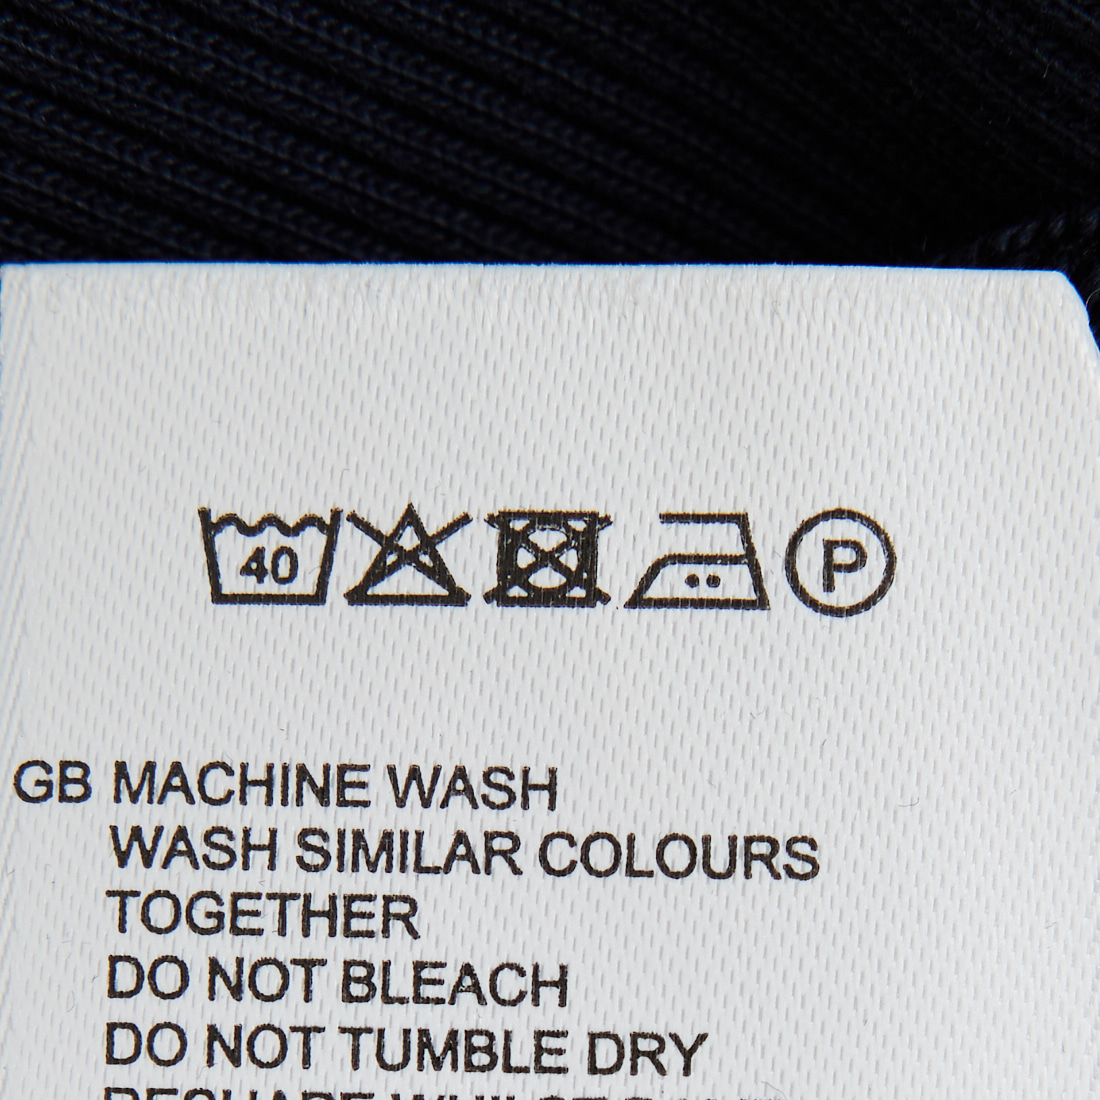 40
P
GB MACHINE WASH
WASH SIMILAR COLOURS
TOGETHER
DO NOT BLEACH
DO NOT TUMBLE DRY